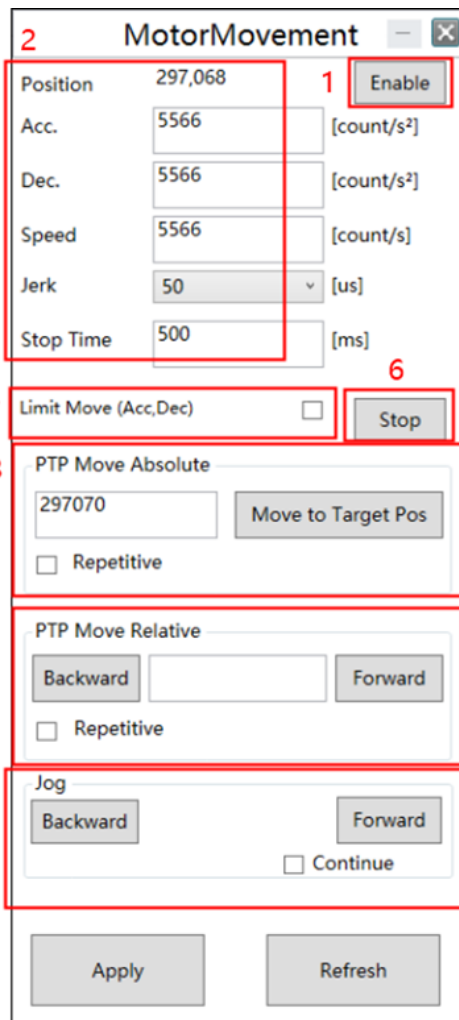 MotorMovement
2
Position 297,068 1 Enable
Acc. 5566 [count/s²]
Dec. 5566 [count/s²]
Speed 5566 [count/s]
Jerk 50 [us]
Stop Time 500 [ms]
6
Limit Move (Acc,Dec) Stop
PTP Move Absolute
297070 Move to Target Pos
Repetitive
PTP Move Relative
Backward Forward
Repetitive
Jog
Backward Forward
Continue
Apply Refresh